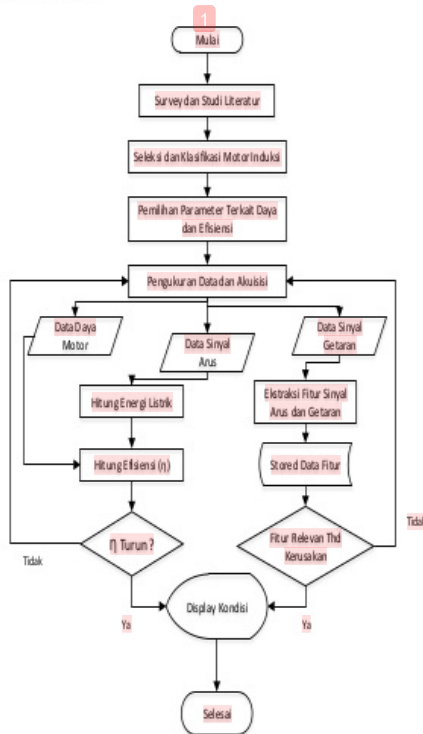 1
Mulai
Survey dan Studi Literatur
Seleksi dan Klasifikasi Motor Induksi
Pemilihan Parameter Terkait Daya
dan Efisiensi
Pengukuran Data dan Akuisisi
Data Daya
Motor
Data Sinyal
Arus
Data Sinyal
Getaran
Hitung Energi Listrik
Ekstraksi Fitur Sinyal
Arus dan Getaran
Hitung Efisiensi (η)
Stored Data Fitur
Η Turun ?
Fitur Relevan Thd
Kerusakan
Tidak
Tidak
Ya
Display Kondisi
Ya
Selesai